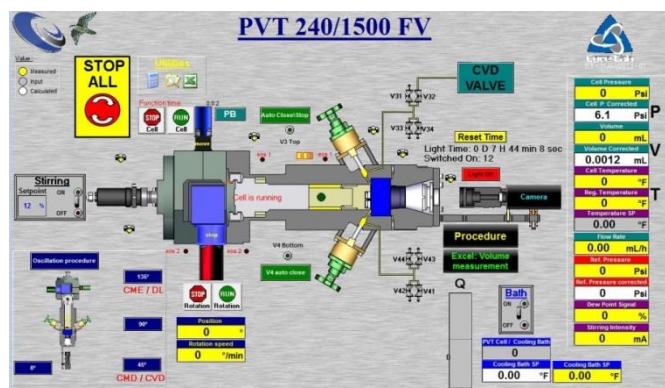 PVT 240/1500 FV
Value :
Measured
Input
Calculated
STOP
ALL
Utilities
Function time:
0:0:2
STOP
RUN
Cell
Cell
PB
move
Auto Close\Stop
V3 Top
V31
V32
V33
V34
CVD
VALVE
Reset Time
Light Time: 0 D 7 H 44 min 8 sec
Switched On: 12
Light Off
Camera
Stirring
Setpoint
12 %
ON
OFF
Cell is running
stop
V4 Bottom
V4 auto close
V44
V43
V42
V41
Procedure
Excel: Volume
measurement
Oscillation procedure
135°
CME / DL
90°
45°
CMD / CVD
0°
STOP
RUN
Rotation
Rotation
Position
0 °
Rotation speed
0 °/min
Q
Bath
ON
OFF
PVT Cell / Cooling Bath
0
Cooling Bath SP
0.00 °F
Cooling Bath SP
0.00 °F
Cell Pressure
0 Psi
Cell P Corrected
6.1 Psi
Volume
0 mL
Volume Corrected
0.0012 mL
Cell Temperature
0 °F
Reg. Temperature
0 °F
Temperature SP
0.00 °F
Flow Rate
0.00 mL/h
Ref. Pressure
0 Psi
Ref. Pressure corrected
0 Psi
Dew Point Signal
0 %
Stirring Intensity
0 mA
P
V
T